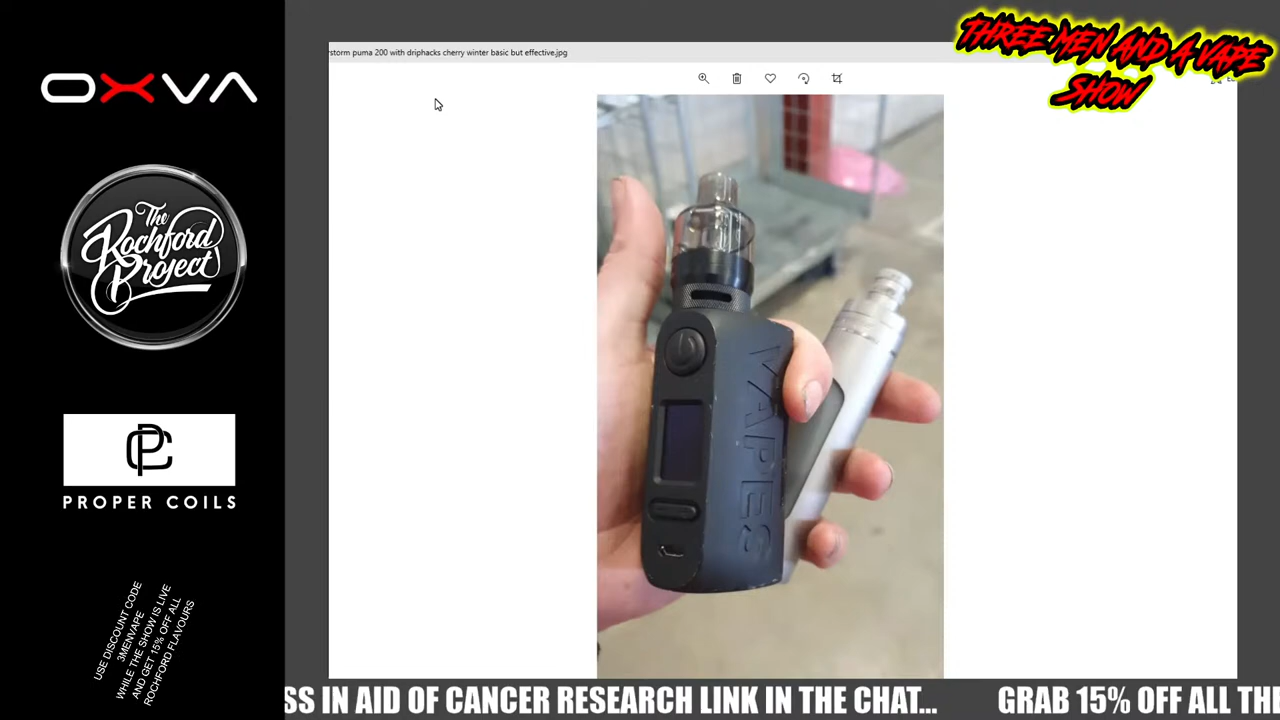 OXVA
The
Rochford
Project
PC
PROPER COILS
USE DISCOUNT CODE
3MENVAPE
WHILE THE SHOW IS LIVE
AND GET 15% OFF ALL
ROCHFORD FLAVOURS
rstorm puma 200 with driphacks cherry winter basic but effective.jpg
THREE MEN AND A VAPE
SHOW
VAPES
SS IN AID OF CANCER RESEARCH LINK IN THE CHAT... GRAB 15% OFF ALL THE